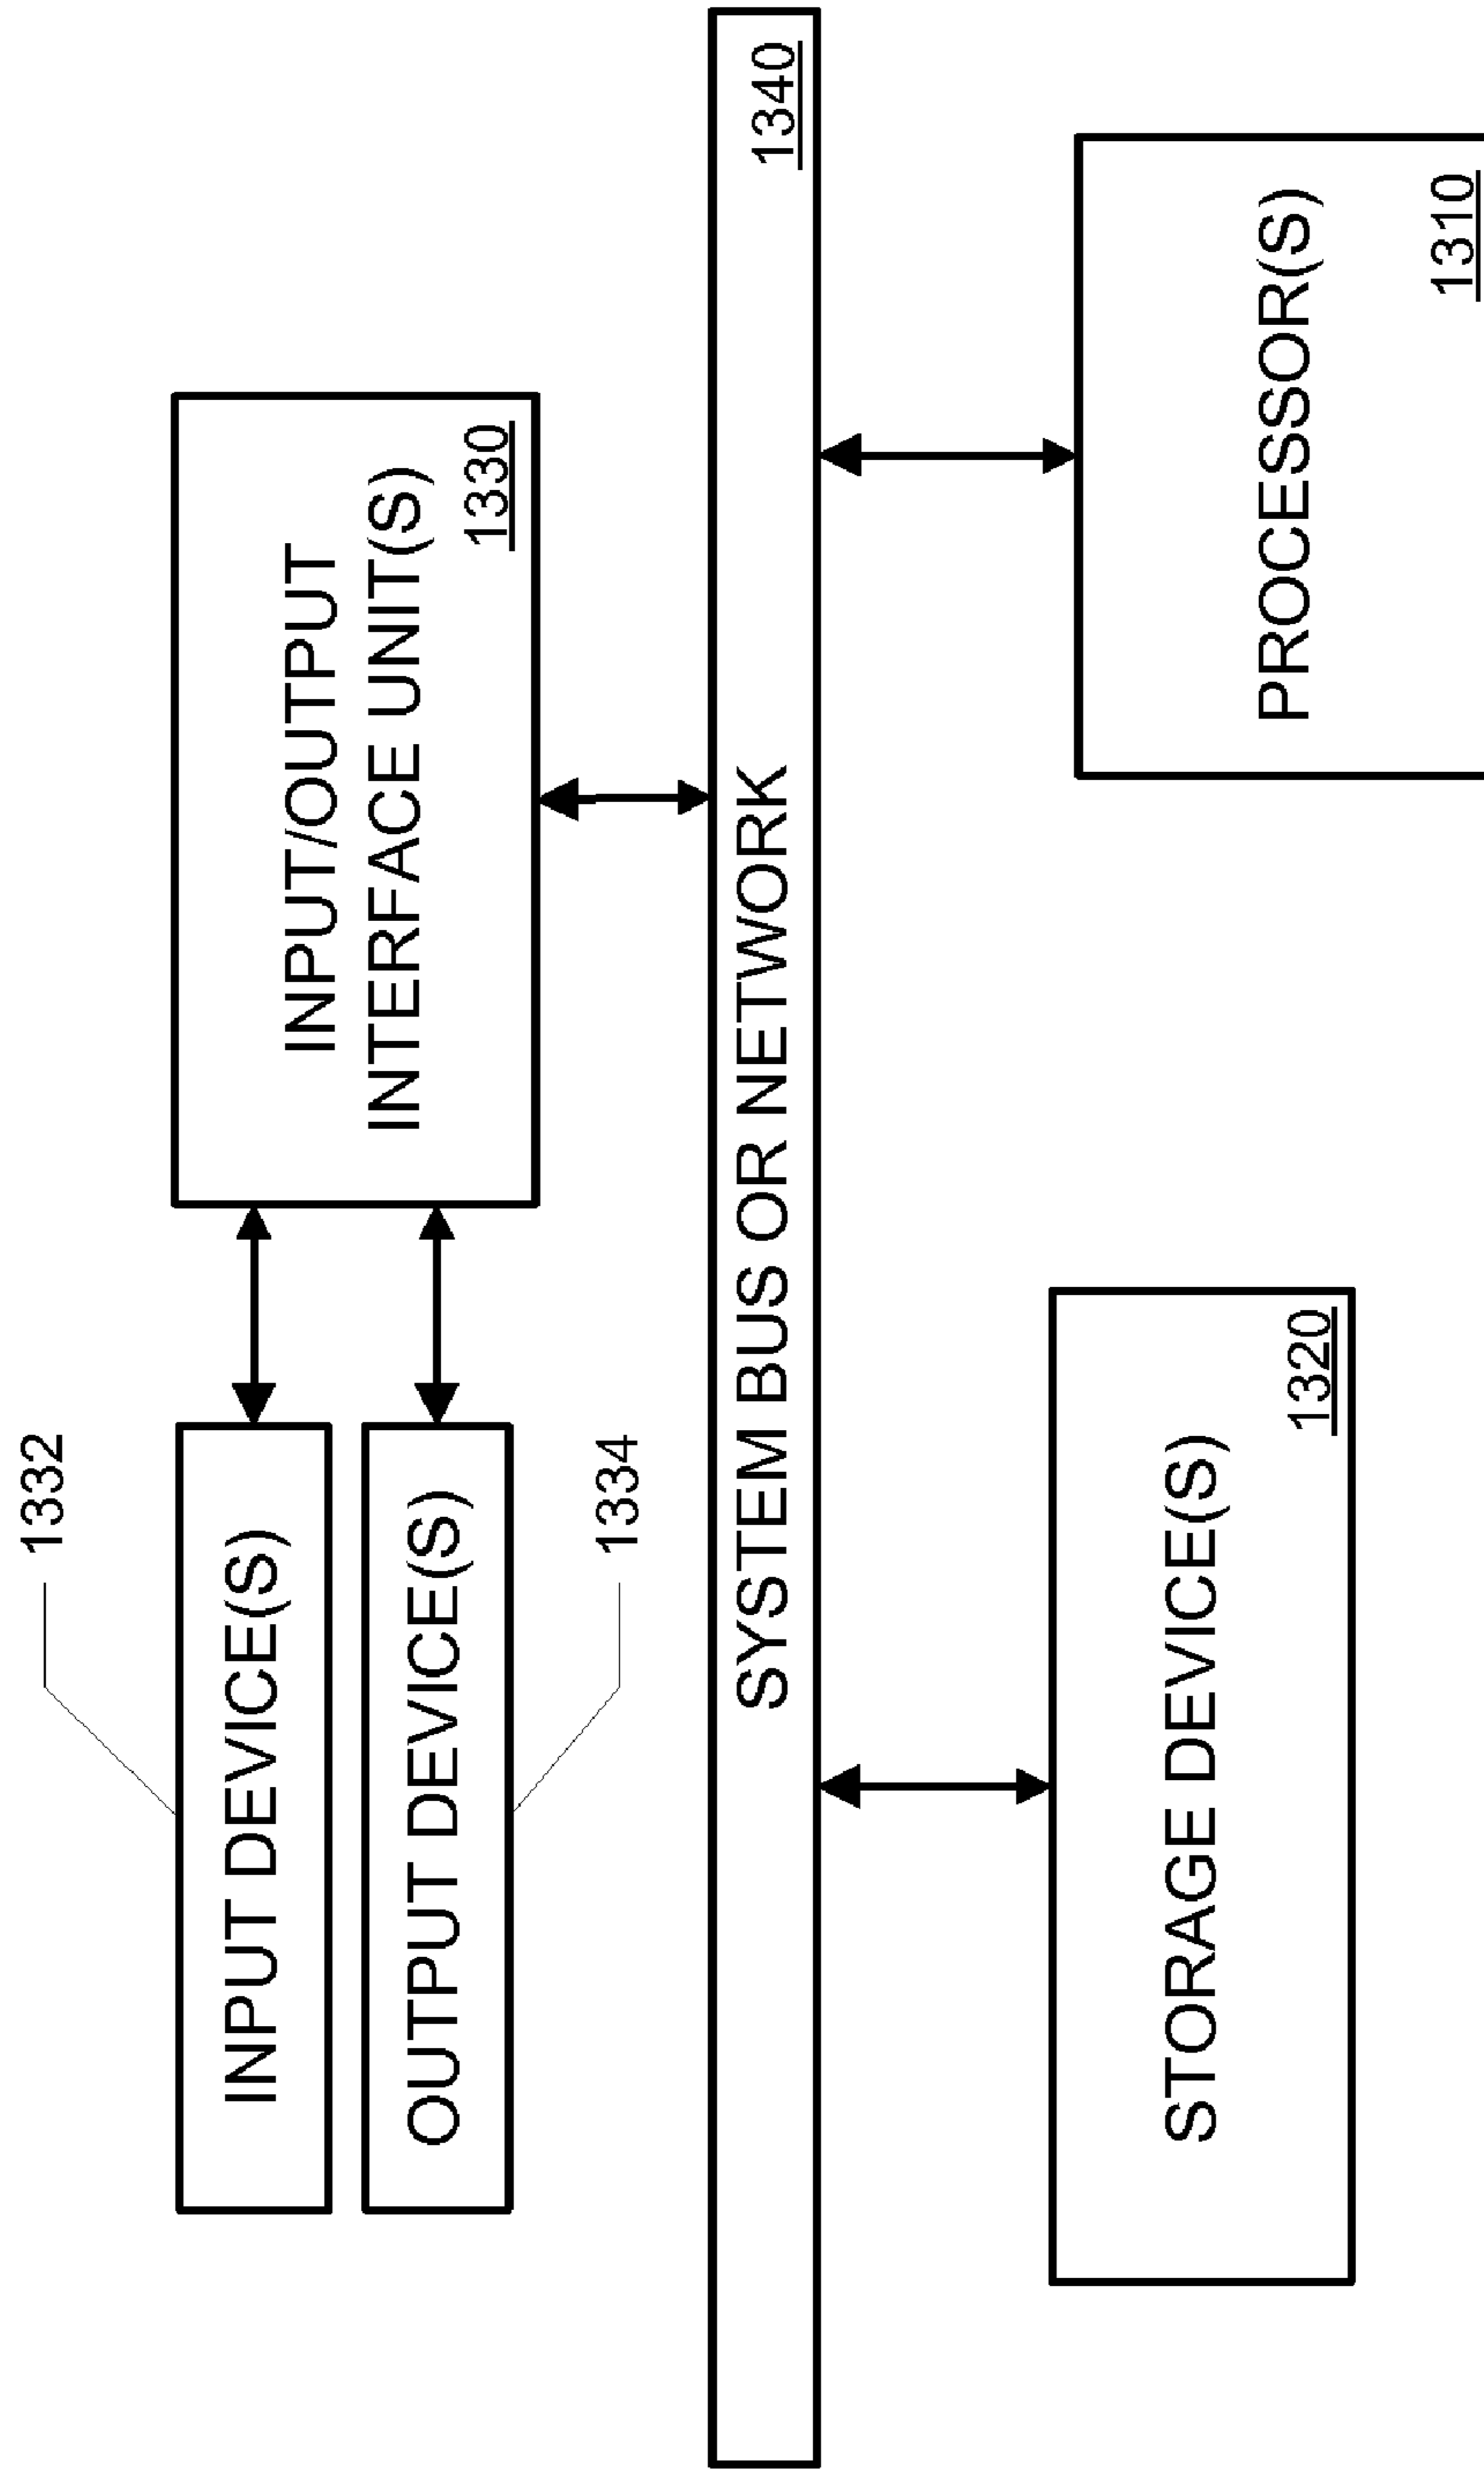 1332
INPUT DEVICE(S)
OUTPUT DEVICE(S)
1334
INPUT/OUTPUT
INTERFACE UNIT(S)
1330
SYSTEM BUS OR NETWORK
1340
STORAGE DEVICE(S)
1320
PROCESSOR(S)
1310